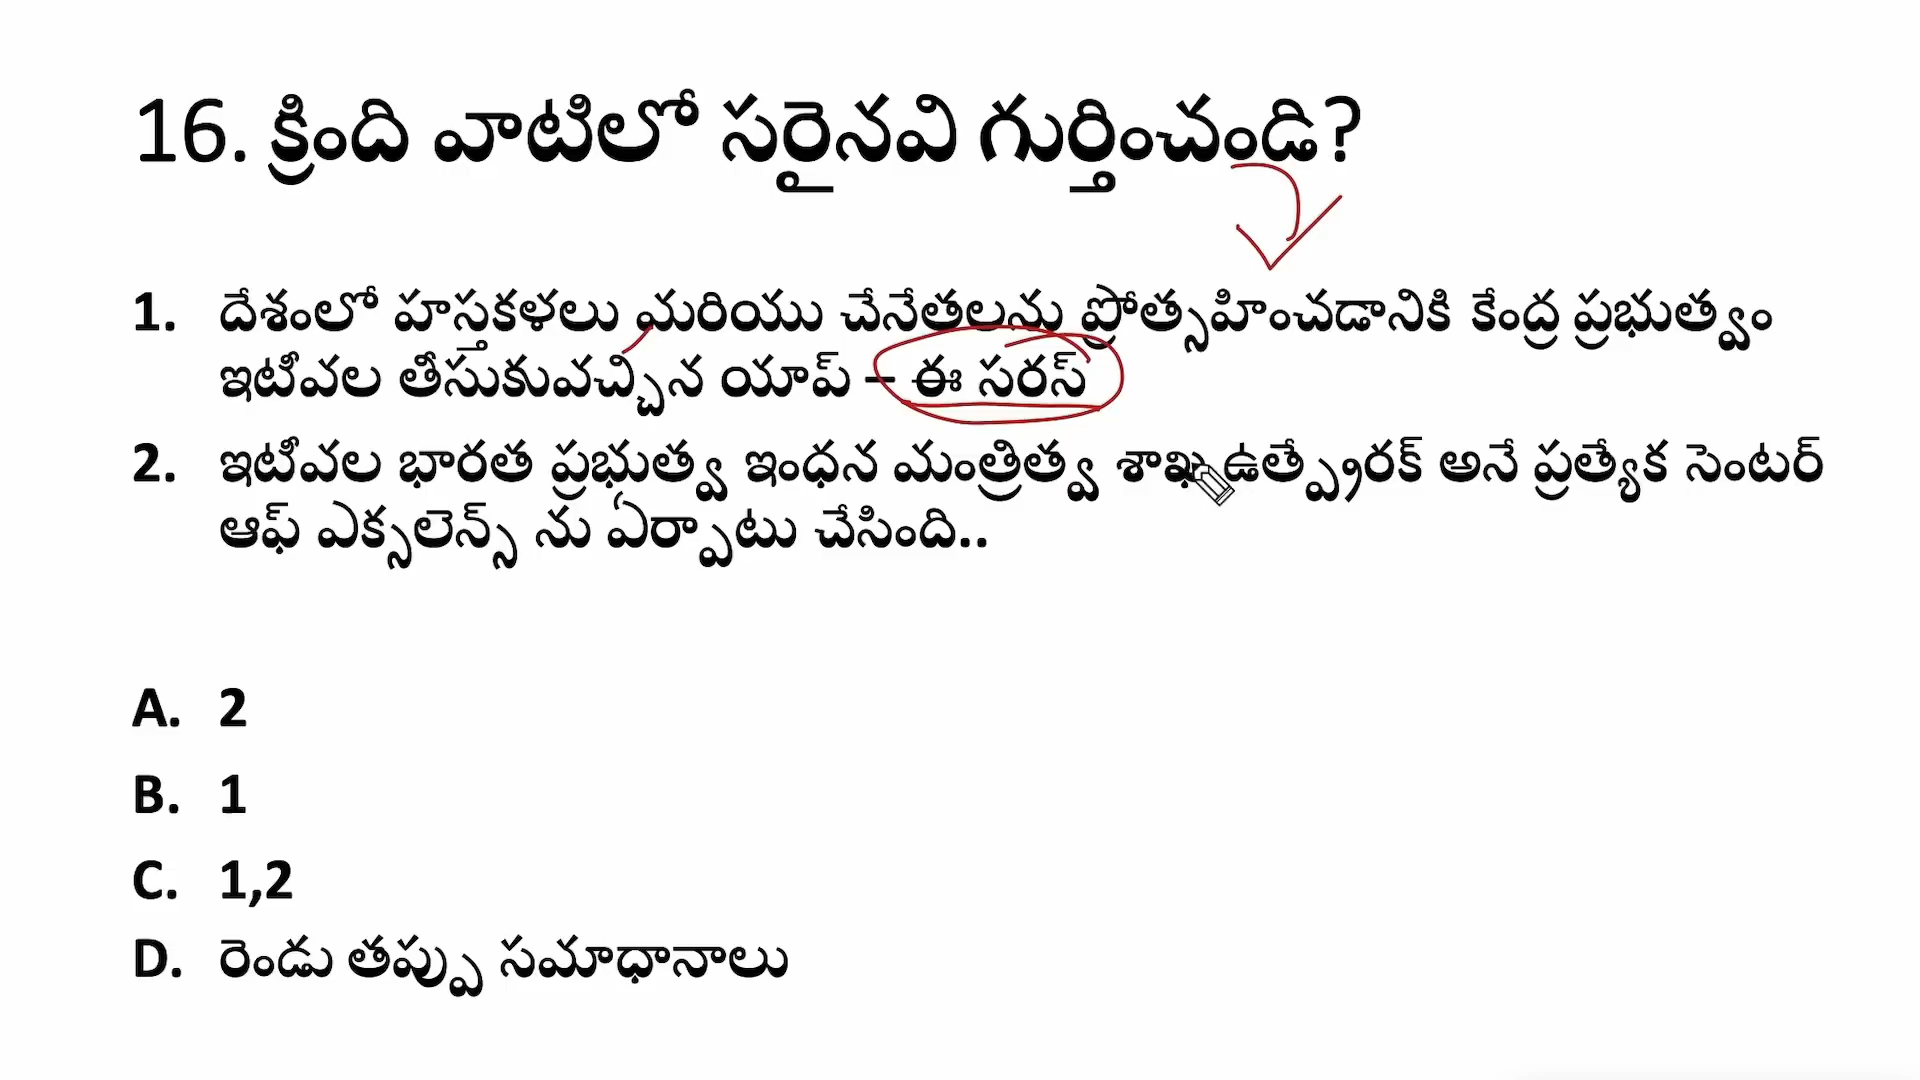 16. క్రింది వాటిలో సరైనవి గుర్తించండి?
1. దేశంలో హస్తకళలు మరియు చేనేతలను ప్రోత్సహించడానికి కేంద్ర ప్రభుత్వం
ఇటీవల తీసుకువచ్చిన యాప్ – ఈ సరస్
2. ఇటీవల భారత ప్రభుత్వ ఇంధన మంత్రిత్వ శాఖ ఉత్ప్రేరక్ అనే ప్రత్యేక సెంటర్
ఆఫ్ ఎక్సలెన్స్ ను ఏర్పాటు చేసింది..
A. 2
B. 1
C. 1,2
D. రెండు తప్పు సమాధానాలు